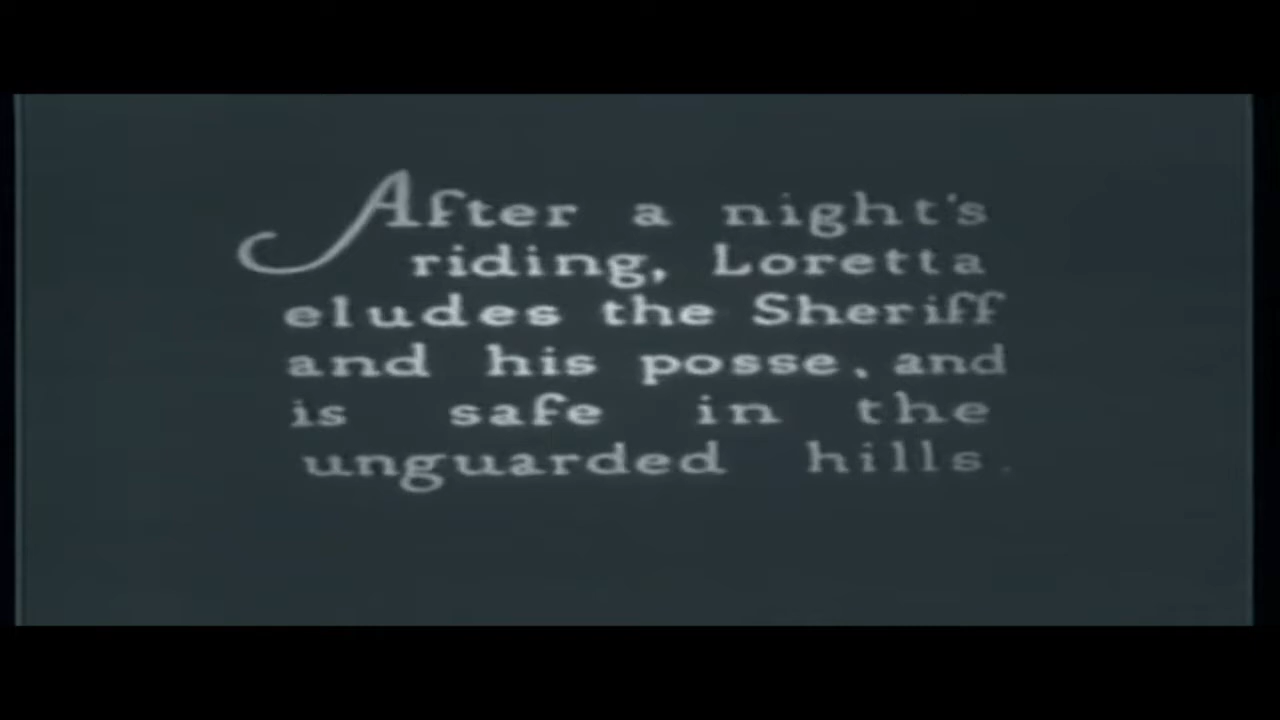 After a night's
riding, Loretta
eludes the Sheriff
and his posse, and
is safe in the
unguarded hills.